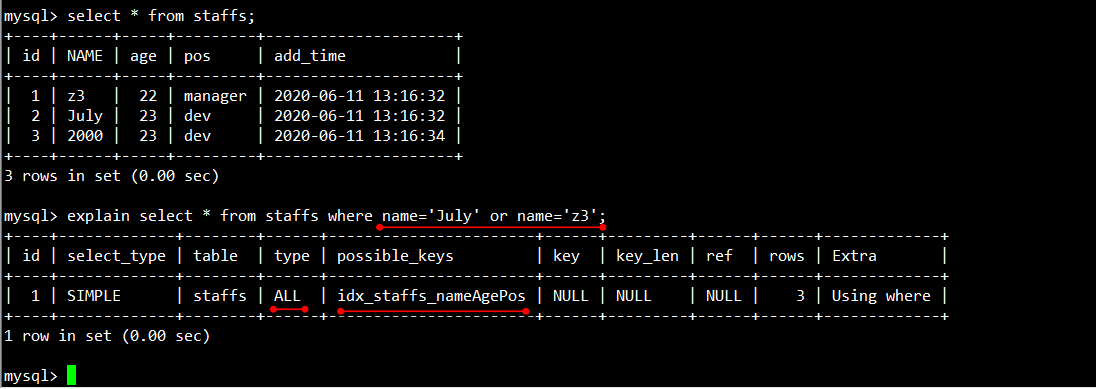 mysql> select * from staffs;
+----+------+-----+---------+---------------------+
| id | NAME | age | pos     | add_time            |
+----+------+-----+---------+---------------------+
|  1 | z3   |  22 | manager | 2020-06-11 13:16:32 |
|  2 | July |  23 | dev     | 2020-06-11 13:16:32 |
|  3 | 2000 |  23 | dev     | 2020-06-11 13:16:34 |
+----+------+-----+---------+---------------------+
3 rows in set (0.00 sec)
mysql> explain select * from staffs where name='July' or name='z3';
+----+-------------+--------+------+-----------------------+------+---------+------+------+-------------+
| id | select_type | table  | type | possible_keys         | key  | key_len | ref  | rows | Extra       |
+----+-------------+--------+------+-----------------------+------+---------+------+------+-------------+
|  1 | SIMPLE      | staffs | ALL  | idx_staffs_nameAgePos | NULL | NULL    | NULL |    3 | Using where |
+----+-------------+--------+------+-----------------------+------+---------+------+------+-------------+
1 row in set (0.00 sec)
mysql>